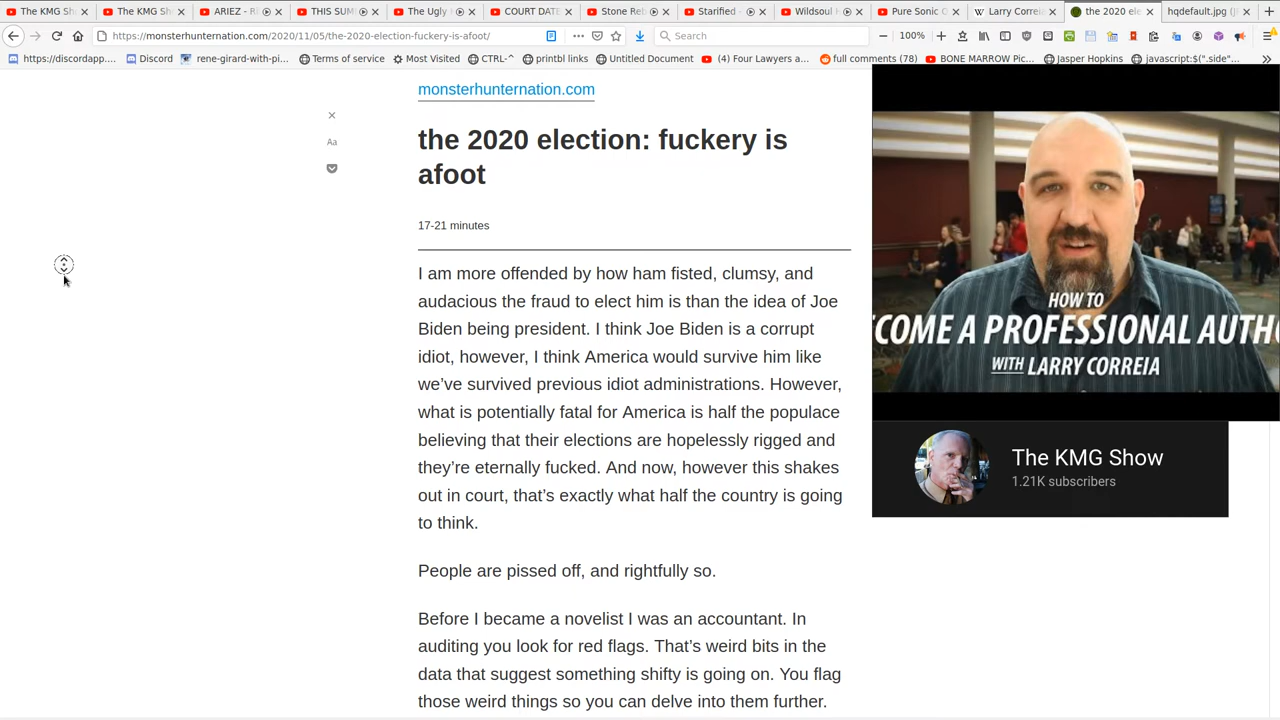 The KMG Sh
The KMG Sh
ARIEZ - Ri
THIS SUM
The Ugly
COURT DATE
Stone Re
Starified -
Wildsoul
Pure Sonic
Larry Correi
the 2020 ele
hqdefault.jpg (JP
https://monsterhunternation.com/2020/11/05/the-2020-election-fuckery-is-afoot/
Search
100%
https://discordapp....
Discord
rene-girard-with-pi...
Terms of service
Most Visited
CTRL-^
printbl links
Untitled Document
(4) Four Lawyers a...
full comments (78)
BONE MARROW Pic...
Jasper Hopkins
javascript:$(".side"...
monsterhunternation.com
the 2020 election: fuckery is
afoot
Aa
17-21 minutes
I am more offended by how ham fisted, clumsy, and
audacious the fraud to elect him is than the idea of Joe
Biden being president. I think Joe Biden is a corrupt
idiot, however, I think America would survive him like
we've survived previous idiot administrations. However,
what is potentially fatal for America is half the populace
believing that their elections are hopelessly rigged and
they're eternally fucked. And now, however this shakes
out in court, that's exactly what half the country is going
to think.
People are pissed off, and rightfully so.
Before I became a novelist I was an accountant. In
auditing you look for red flags. That's weird bits in the
data that suggest something shifty is going on. You flag
those weird things so you can delve into them further.
HOW TO
COME A PROFESSIONAL AUTH
WITH LARRY CORREIA
The KMG Show
1.21K subscribers